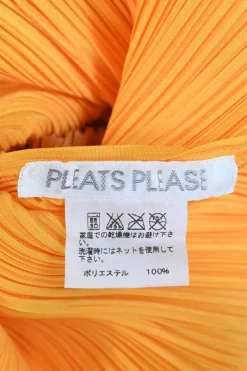 PLEATS PLEASE
家庭での乾燥機はお避け下さい
洗濯時にはネットを使用して下さい
ポリエステル 100%